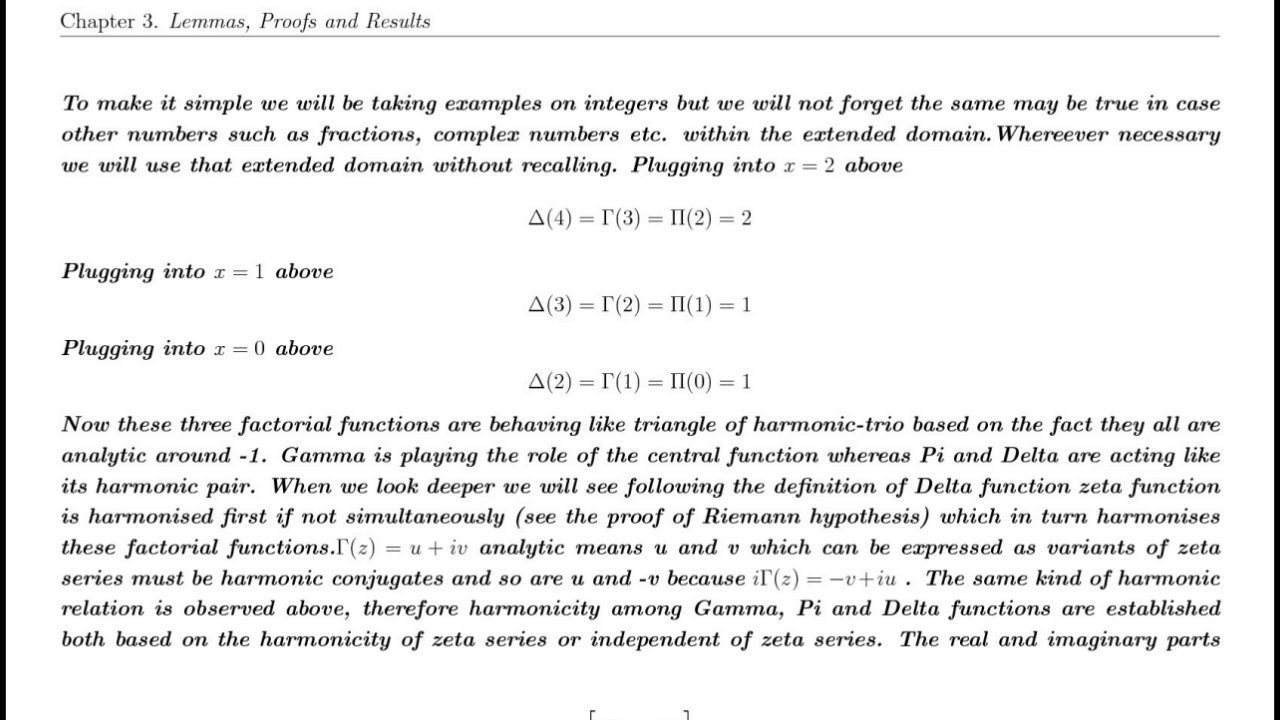 Chapter 3. Lemmas, Proofs and Results
To make it simple we will be taking examples on integers but we will not forget the same may be true in case
other numbers such as fractions, complex numbers etc. within the extended domain. Whereever necessary
we will use that extended domain without recalling. Plugging into x = 2 above
Δ(4) = Γ(3) = Π(2) = 2
Plugging into x = 1 above
Δ(3) = Γ(2) = Π(1) = 1
Plugging into x = 0 above
Δ(2) = Γ(1) = Π(0) = 1
Now these three factorial functions are behaving like triangle of harmonic-trio based on the fact they all are
analytic around -1. Gamma is playing the role of the central function whereas Pi and Delta are acting like
its harmonic pair. When we look deeper we will see following the definition of Delta function zeta function
is harmonised first if not simultaneously (see the proof of Riemann hypothesis) which in turn harmonises
these factorial functions.Γ(z) = u + iv analytic means u and v which can be expressed as variants of zeta
series must be harmonic conjugates and so are u and -v because iΓ(z) = −v+iu . The same kind of harmonic
relation is observed above, therefore harmonicity among Gamma, Pi and Delta functions are established
both based on the harmonicity of zeta series or independent of zeta series. The real and imaginary parts